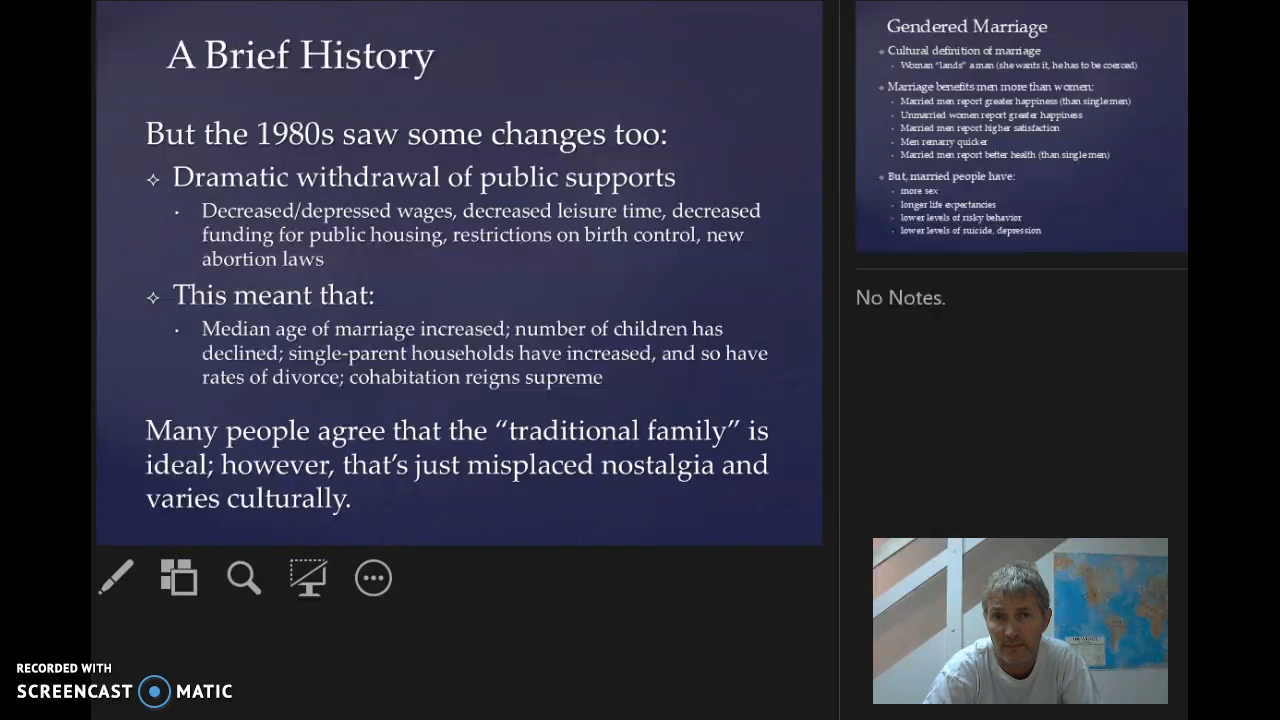 A Brief History
But the 1980s saw some changes too:
Dramatic withdrawal of public supports
Decreased/depressed wages, decreased leisure time, decreased
funding for public housing, restrictions on birth control, new
abortion laws
This meant that:
Median age of marriage increased; number of children has
declined; single-parent households have increased, and so have
rates of divorce; cohabitation reigns supreme
Many people agree that the “traditional family” is
ideal; however, that’s just misplaced nostalgia and
varies culturally.
Gendered Marriage
Cultural definition of marriage
Woman “lands” a man (she wants it, he has to be coerced)
Marriage benefits men more than women;
Married men report greater happiness (than single men)
Unmarried women report greater happiness
Married men report higher satisfaction
Men remarry quicker
Married men report better health (than single men)
But, married people have:
more sex
longer life expectancies
lower levels of risky behavior
lower levels of suicide, depression
No Notes.
RECORDED WITH
SCREENCAST MATIC